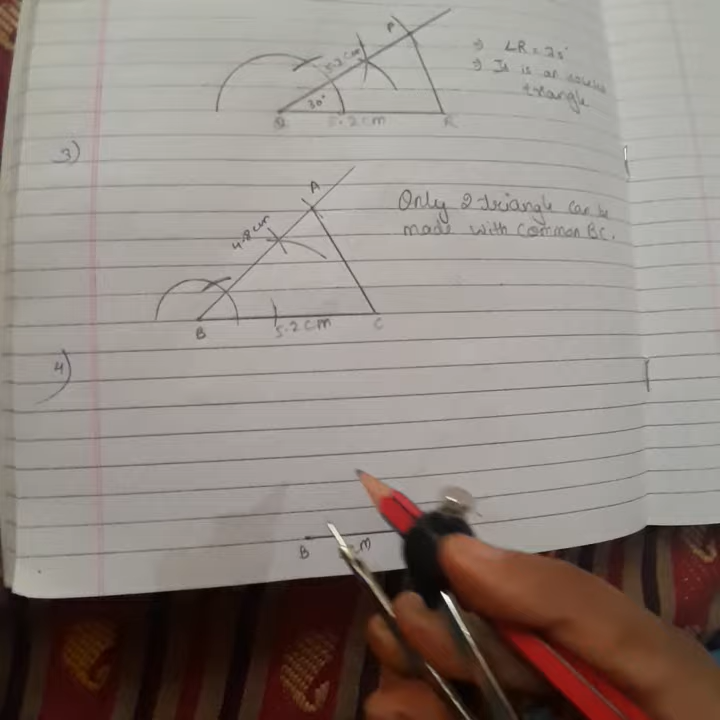 P
5.2 cm
⇒ ∠R = 75°
⇒ It is an isosceles
triangle
30°
Q
5.2 cm
R
3)
A
Only 2 triangle can be
made with common BC.
4.8 cm
B
5.2 cm
C
4)
B
M